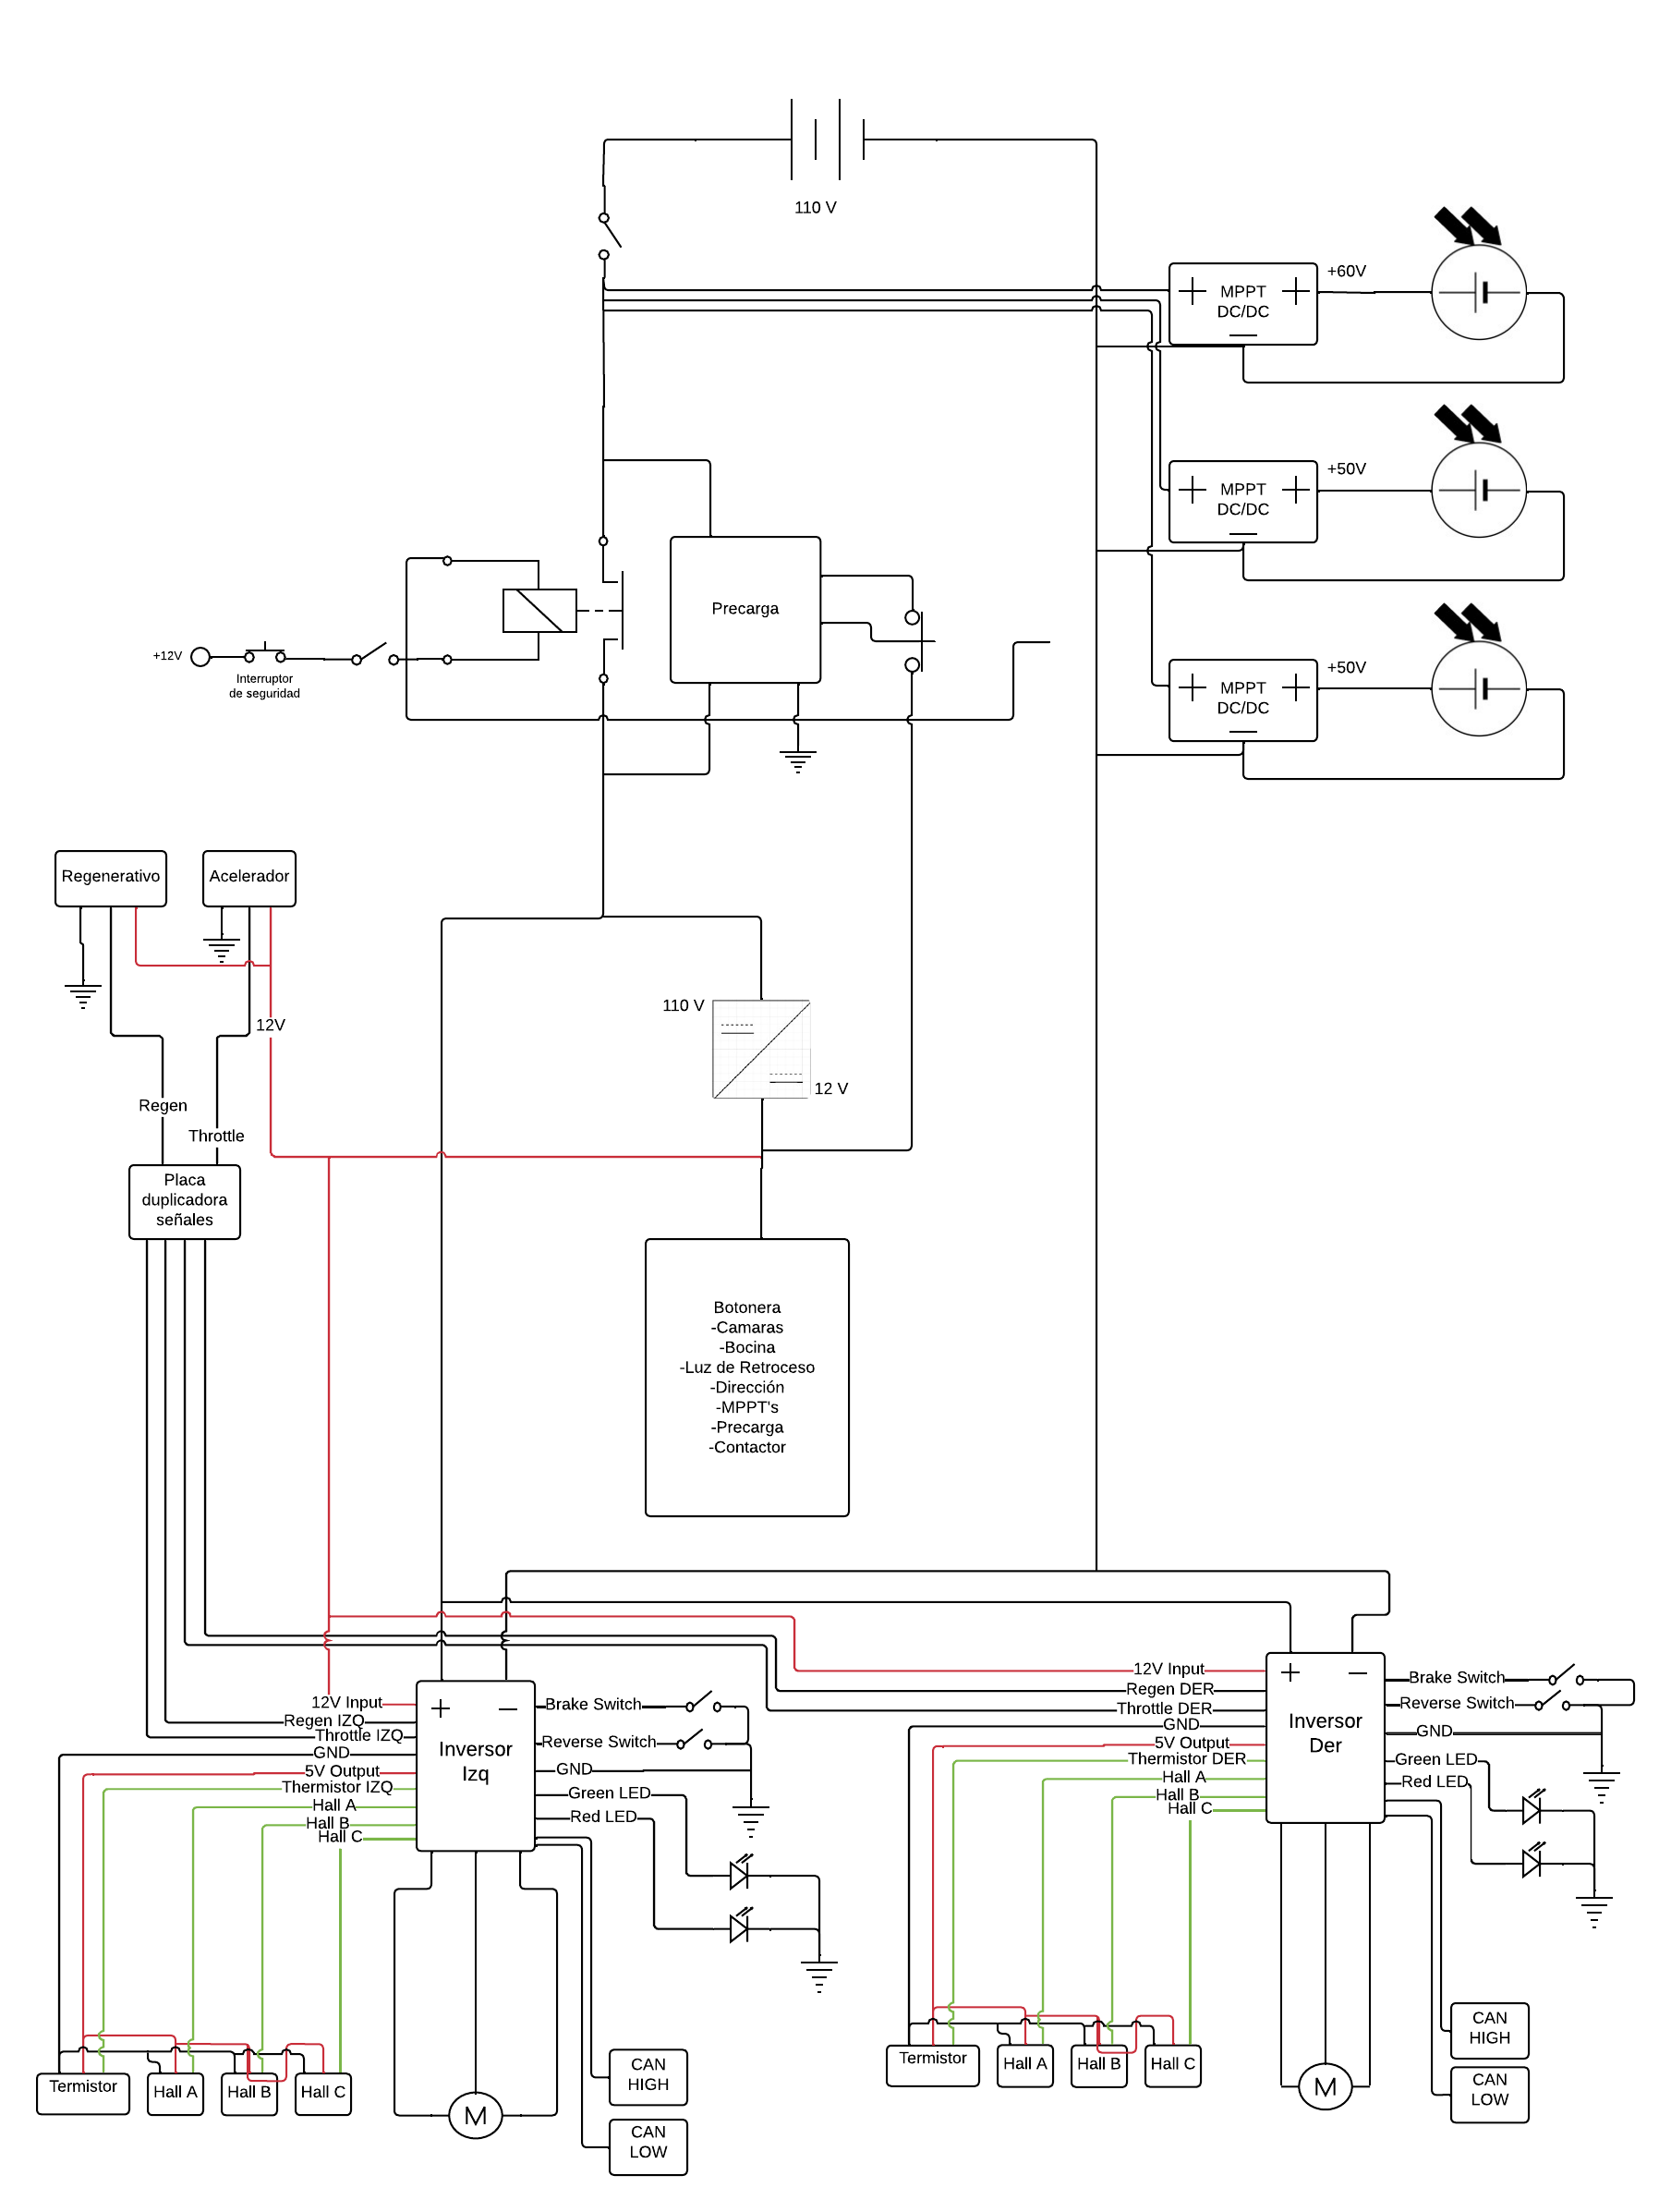 110 V
+60V
MPPT
DC/DC
+50V
MPPT
DC/DC
Precarga
+12V
Interruptor
de seguridad
+50V
MPPT
DC/DC
Regenerativo
Acelerador
12V
110 V
12 V
Regen
Throttle
Placa
duplicadora
señales
Botonera
-Camaras
-Bocina
-Luz de Retroceso
-Dirección
-MPPT's
-Precarga
-Contactor
12V Input
Regen IZQ
Throttle IZQ
GND
5V Output
Thermistor IZQ
Hall A
Hall B
Hall C
Inversor
Izq
Brake Switch
Reverse Switch
GND
Green LED
Red LED
12V Input
Regen DER
Throttle DER
GND
5V Output
Thermistor DER
Hall A
Hall B
Hall C
Inversor
Der
Brake Switch
Reverse Switch
GND
Green LED
Red LED
Termistor
Hall A
Hall B
Hall C
M
CAN
HIGH
CAN
LOW
Termistor
Hall A
Hall B
Hall C
M
CAN
HIGH
CAN
LOW